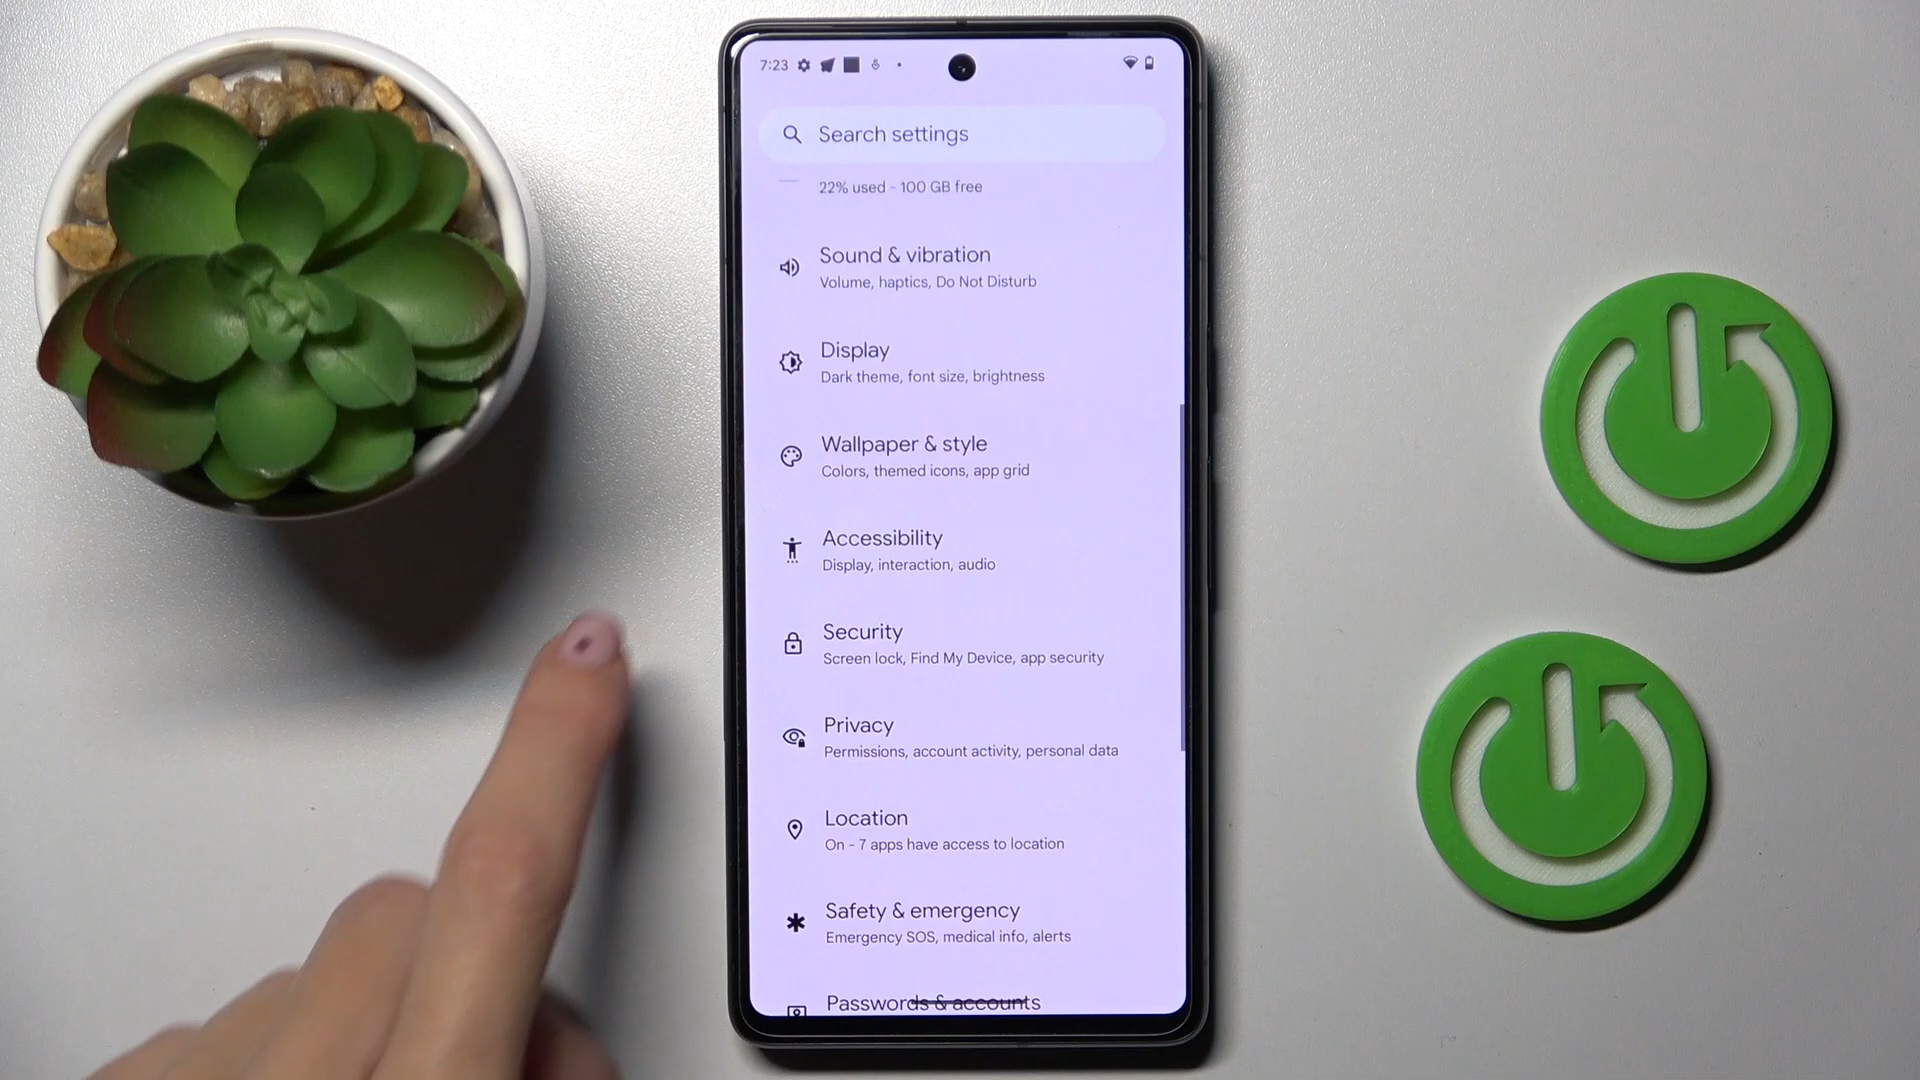 7:23
Search settings
22% used - 100 GB free
Sound & vibration
Volume, haptics, Do Not Disturb
Display
Dark theme, font size, brightness
Wallpaper & style
Colors, themed icons, app grid
Accessibility
Display, interaction, audio
Security
Screen lock, Find My Device, app security
Privacy
Permissions, account activity, personal data
Location
On - 7 apps have access to location
Safety & emergency
Emergency SOS, medical info, alerts
Passwords & accounts